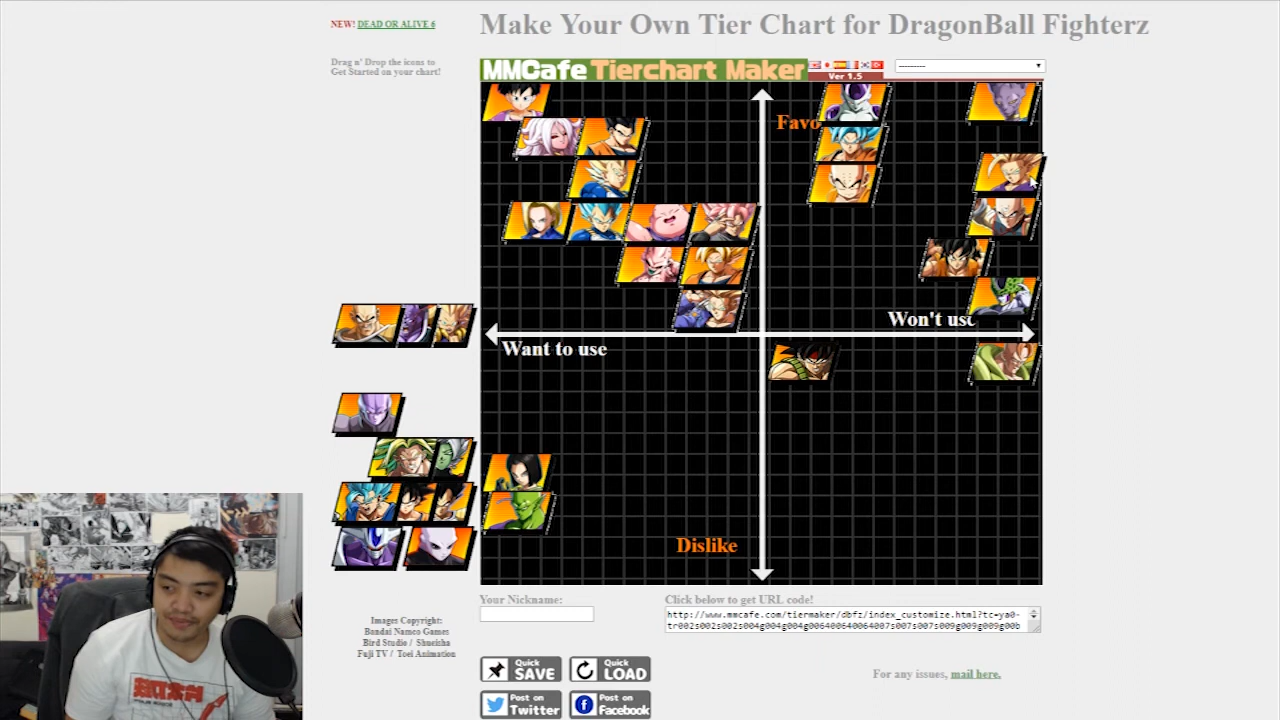 NEW! DEAD OR ALIVE 6
Make Your Own Tier Chart for DragonBall Fighterz
Drag n' Drop the icons to
Get Started on your chart!
MMCafe Tierchart Maker
Ver 1.5
----------
Favo
Won't use
Want to use
Dislike
Your Nickname:
Click below to get URL code!
http://www.mmcafe.com/tiermaker/dbfz/index_customize.html?tc=ya0-
tr002s002s002s004g004g004g006400640064007s007s007s009g009g009g00b
Images Copyright:
Bandai Namco Games
Bird Studio / Shueisha
Fuji TV / Toei Animation
Quick
SAVE
Quick
LOAD
For any issues, mail here.
Post on
Twitter
Post on
Facebook